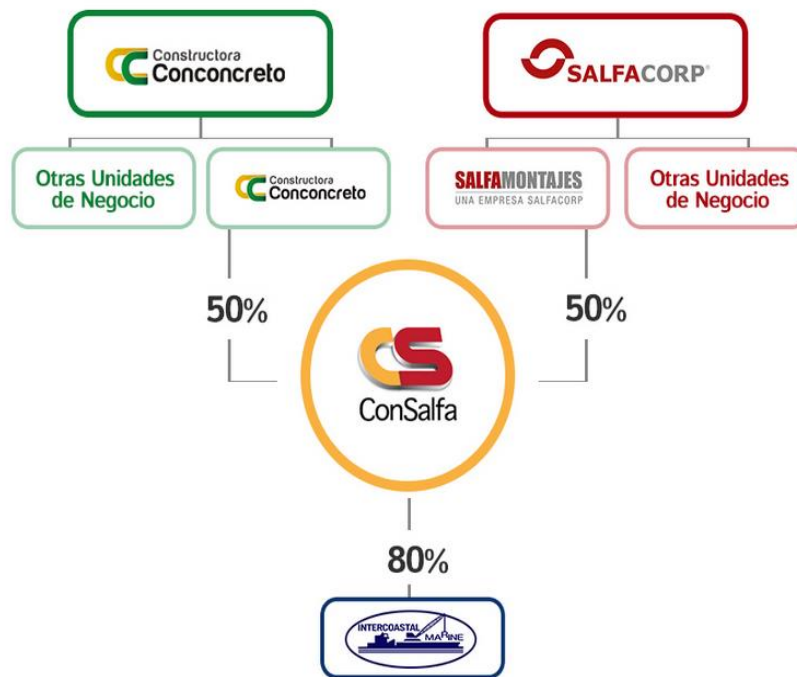 Constructora
Conconcreto
SALFACORP®
Otras Unidades
de Negocio
Constructora
Conconcreto
SALFAMONTAJES
UNA EMPRESA SALFACORP
Otras Unidades
de Negocio
50%
50%
CS
ConSalfa
80%
INTERCOASTAL
MARINE